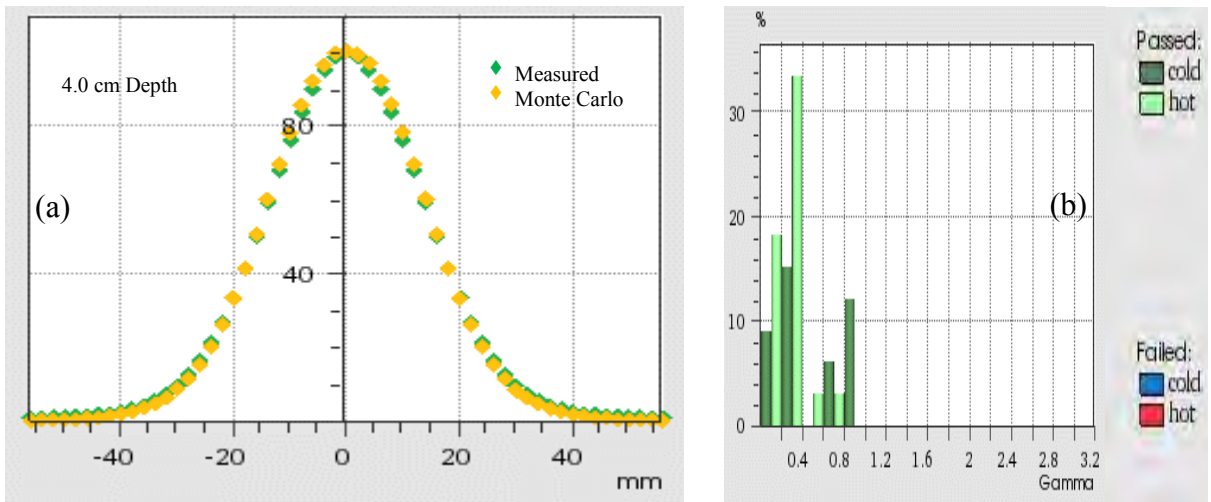 4.0 cm Depth
Measured
Monte Carlo
80
(a)
40
-40 -20 0 20 40
mm
%
30
20
(b)
10
0
0.4 0.8 1.2 1.6 2 2.4 2.8 3.2
Gamma
Passed:
cold
hot
Failed:
cold
hot